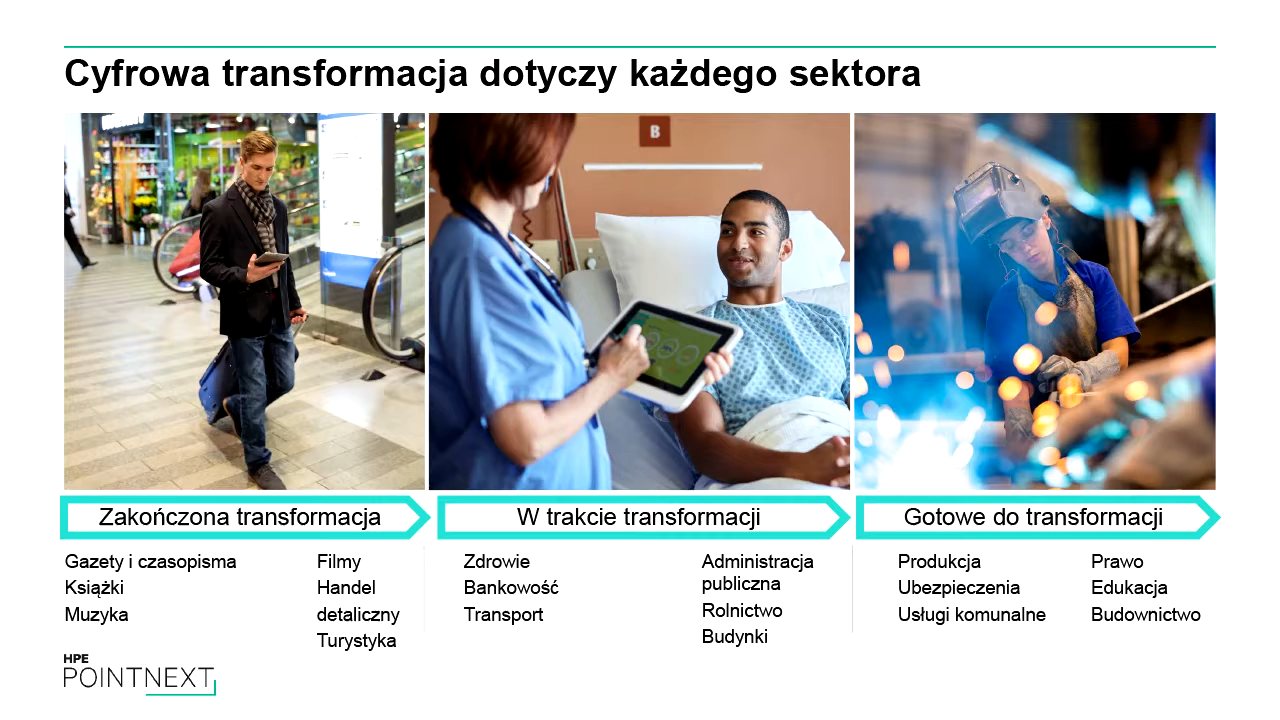 Cyfrowa transformacja dotyczy każdego sektora
B
Zakończona transformacja
Gazety i czasopisma
Książki
Muzyka
Filmy
Handel
detaliczny
Turystyka
W trakcie transformacji
Zdrowie
Bankowość
Transport
Administracja
publiczna
Rolnictwo
Budynki
Gotowe do transformacji
Produkcja
Ubezpieczenia
Usługi komunalne
Prawo
Edukacja
Budownictwo
HPE
POINTNEXT